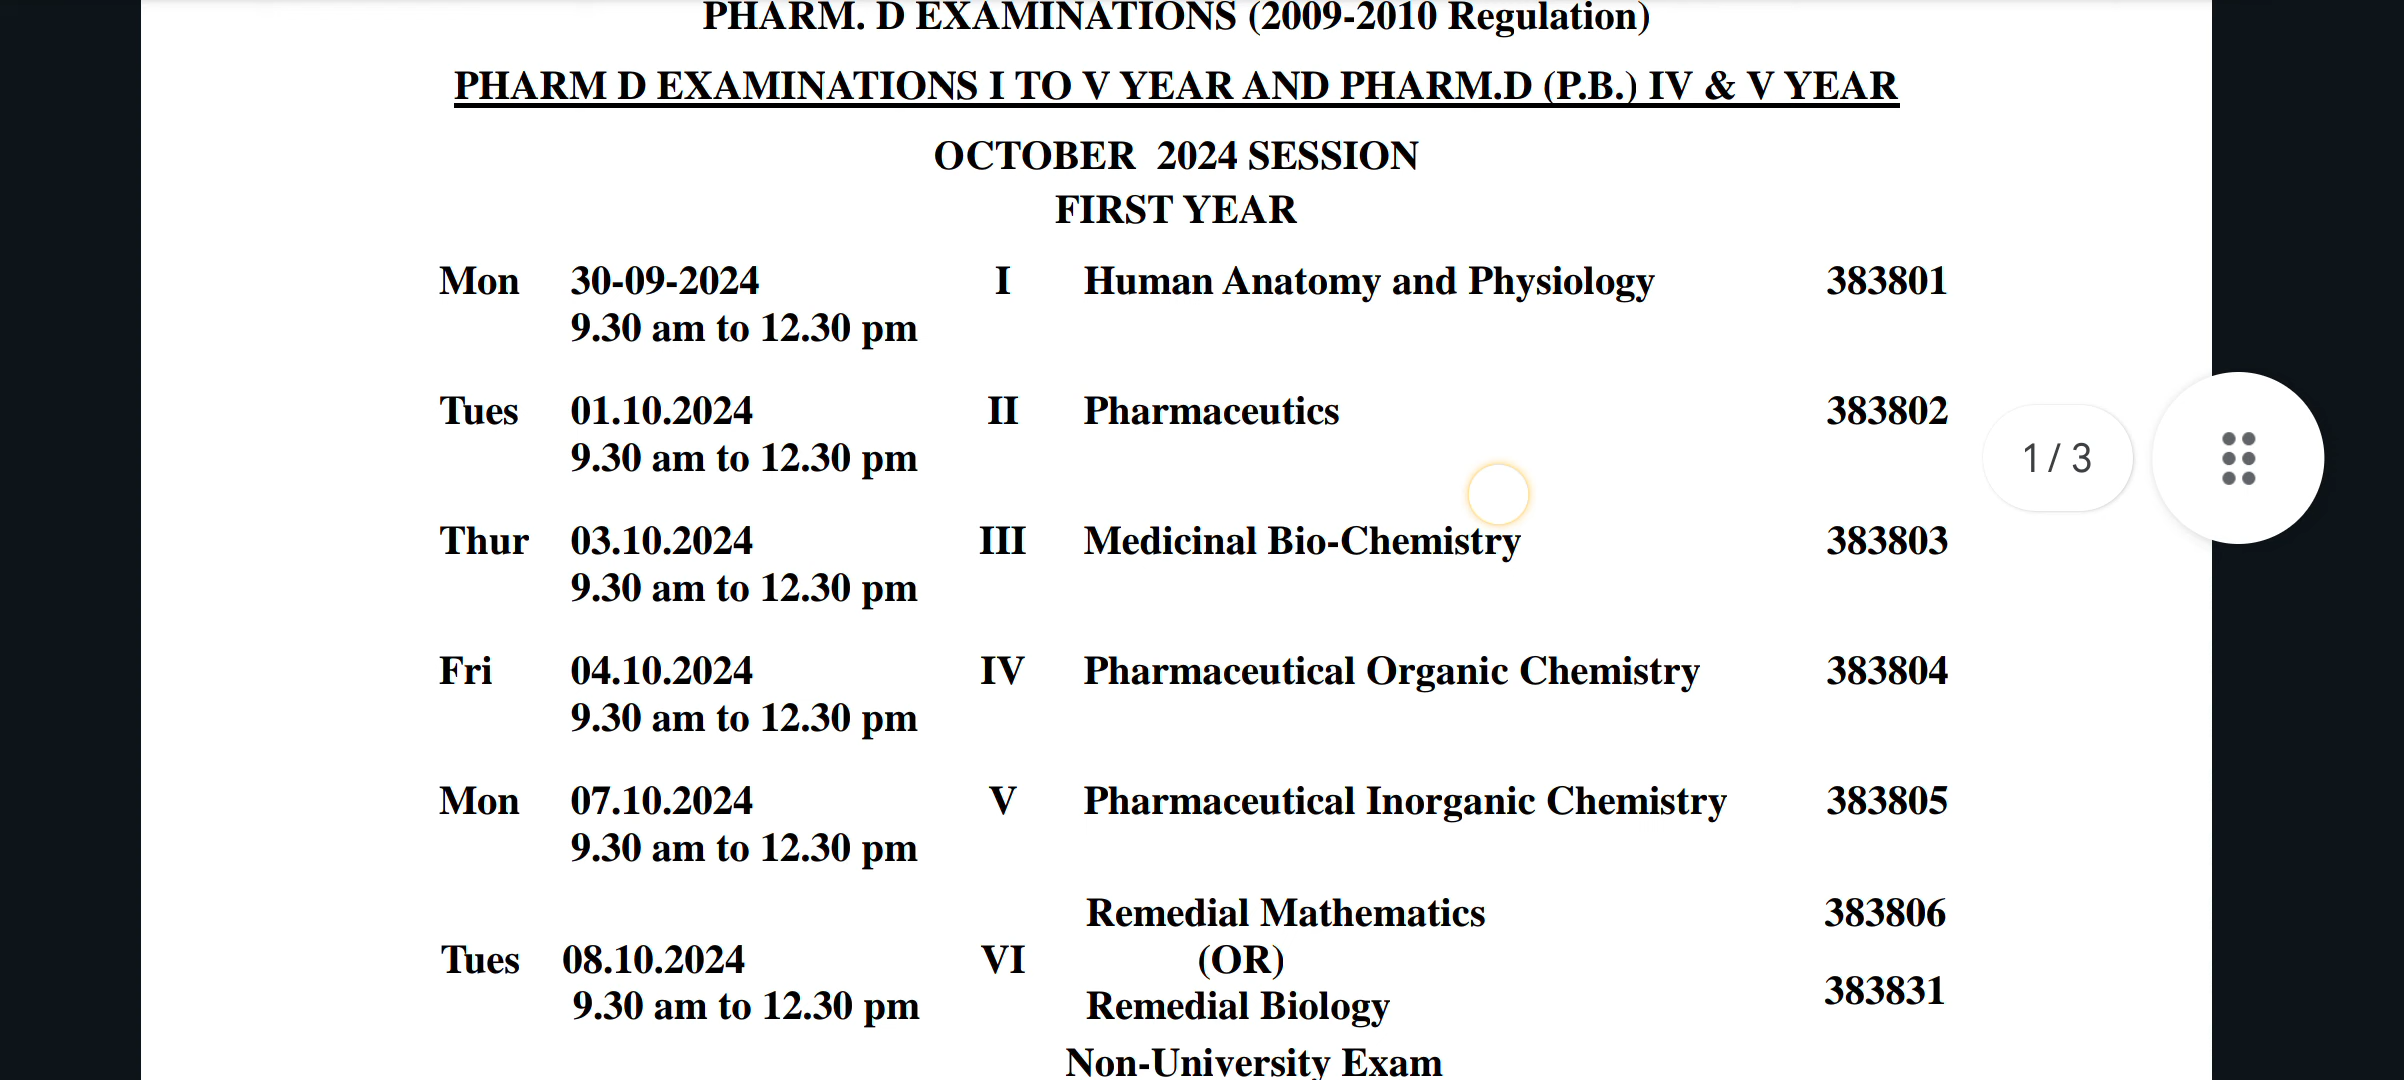 PHARM. D EXAMINATIONS (2009-2010 Regulation)
PHARM D EXAMINATIONS I TO V YEAR AND PHARM.D (P.B.) IV & V YEAR
OCTOBER 2024 SESSION
FIRST YEAR
Mon 30-09-2024 I Human Anatomy and Physiology 383801
9.30 am to 12.30 pm
Tues 01.10.2024 II Pharmaceutics 383802
9.30 am to 12.30 pm
1 / 3
Thur 03.10.2024 III Medicinal Bio-Chemistry 383803
9.30 am to 12.30 pm
Fri 04.10.2024 IV Pharmaceutical Organic Chemistry 383804
9.30 am to 12.30 pm
Mon 07.10.2024 V Pharmaceutical Inorganic Chemistry 383805
9.30 am to 12.30 pm
Remedial Mathematics 383806
Tues 08.10.2024 VI (OR)
383831
9.30 am to 12.30 pm Remedial Biology
Non-University Exam